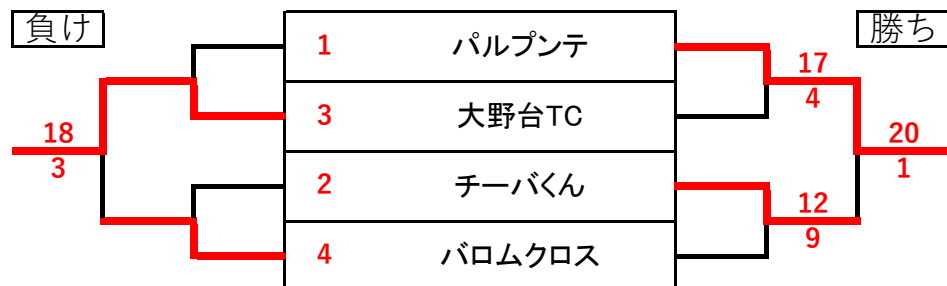 負け
勝ち
1 パルプンテ
17
4
3 大野台TC
18
3
20
1
2 チーバくん
12
9
4 バロムクロス